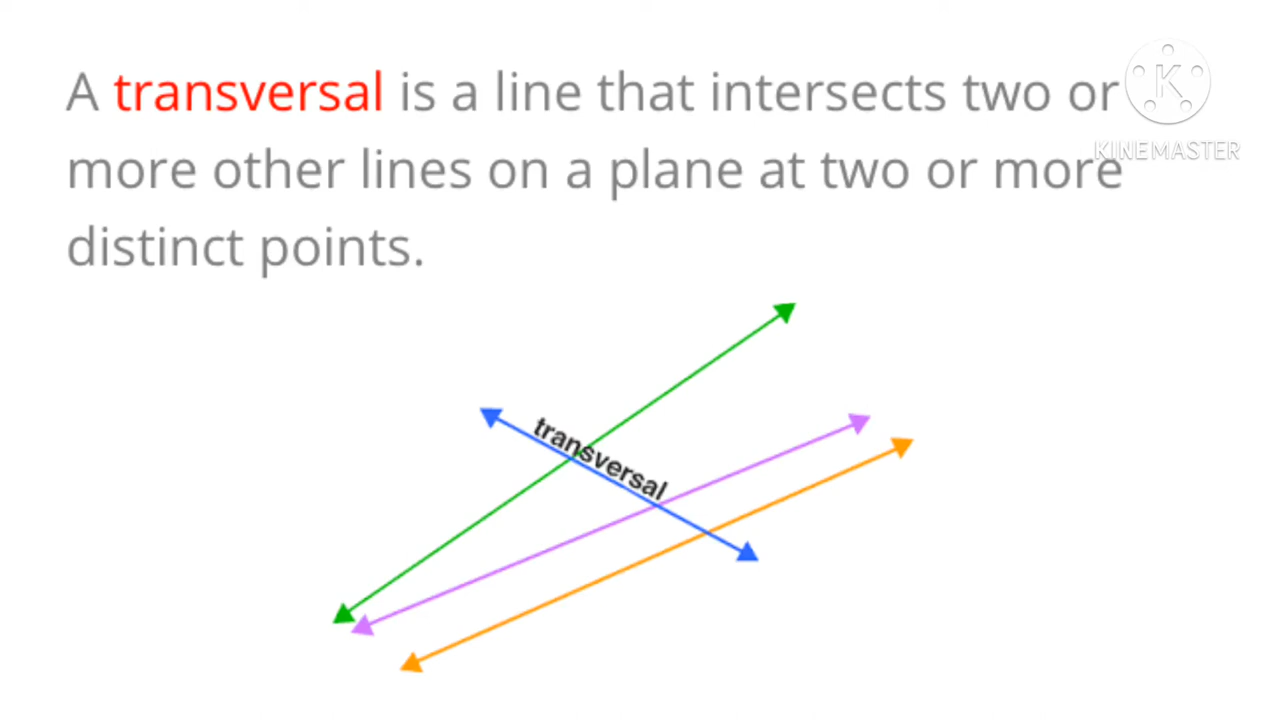 A transversal is a line that intersects two or
more other lines on a plane at two or more
distinct points.
K
KINEMASTER
transversal